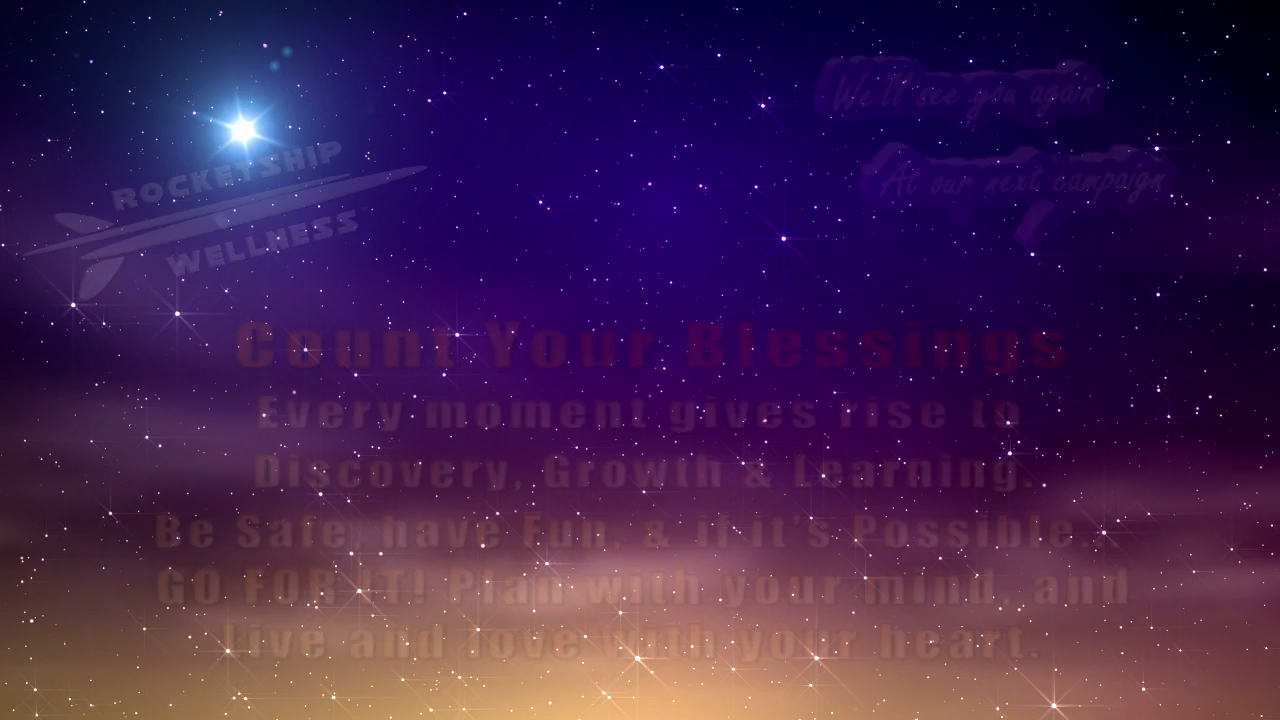 We'll see you again
At our next campaign
ROCKETSHIP
WELLNESS
Count Your Blessings
Every moment gives rise to
Discovery, Growth & Learning.
Be Safe, have Fun, & if it's Possible...
GO FOR IT! Plan with your mind, and
Live and love with your heart.